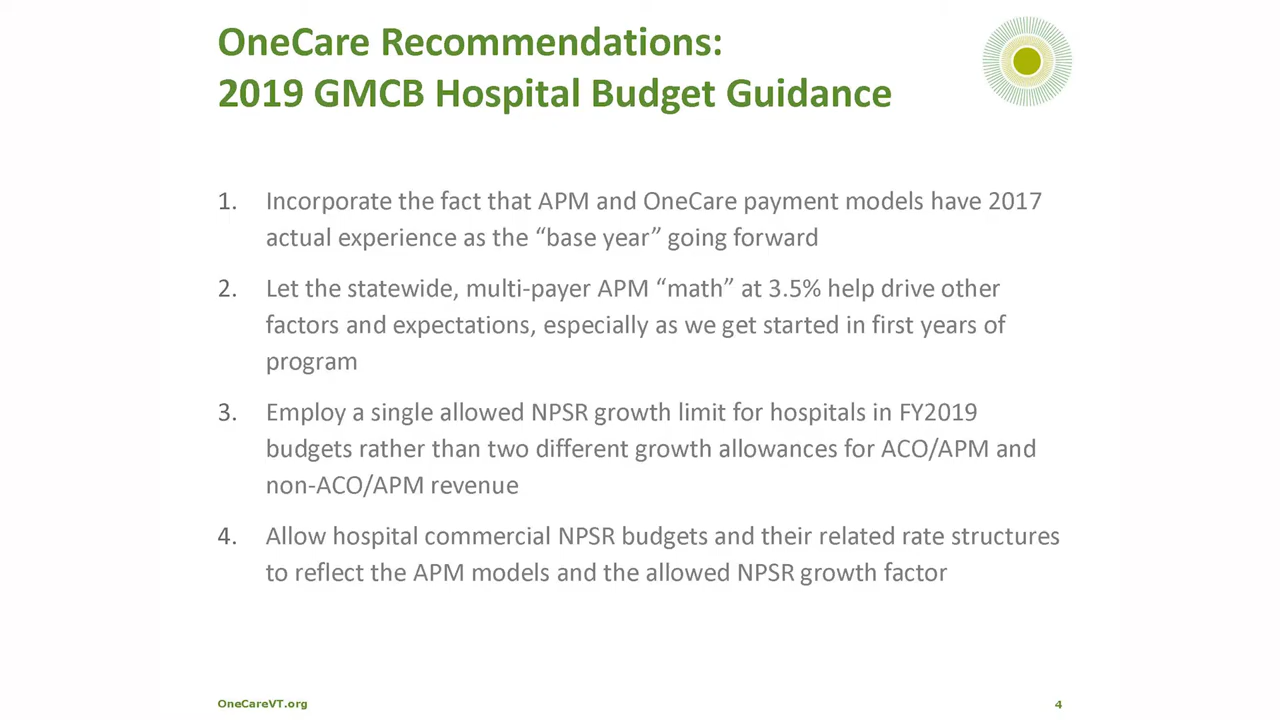 OneCare Recommendations:
2019 GMCB Hospital Budget Guidance
1. Incorporate the fact that APM and OneCare payment models have 2017
actual experience as the “base year” going forward
2. Let the statewide, multi-payer APM “math” at 3.5% help drive other
factors and expectations, especially as we get started in first years of
program
3. Employ a single allowed NPSR growth limit for hospitals in FY2019
budgets rather than two different growth allowances for ACO/APM and
non-ACO/APM revenue
4. Allow hospital commercial NPSR budgets and their related rate structures
to reflect the APM models and the allowed NPSR growth factor
OneCareVT.org
4